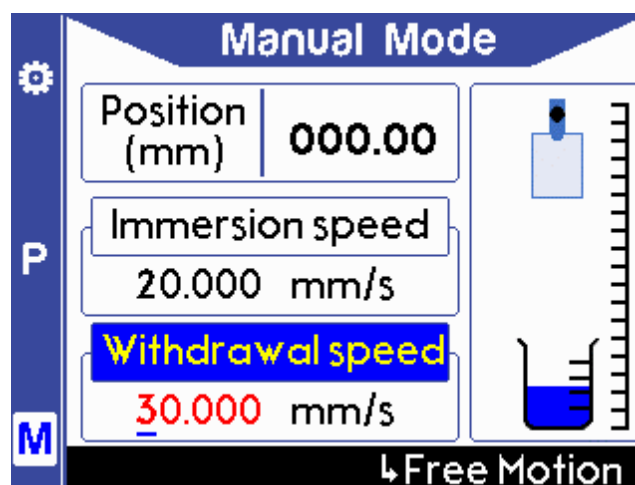 Manual Mode
Position
(mm)
000.00
Immersion speed
20.000 mm/s
P
Withdrawal speed
30.000 mm/s
M
↳Free Motion